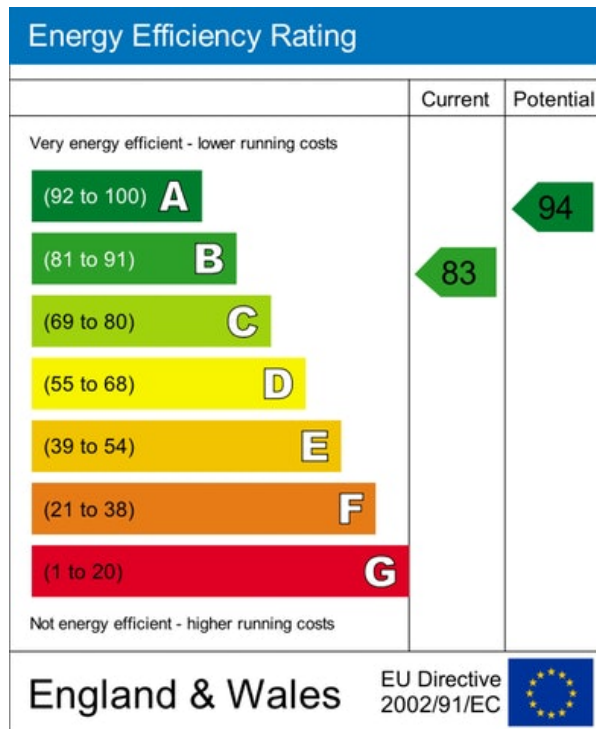 Energy Efficiency Rating
Current Potential
Very energy efficient - lower running costs
(92 to 100) A
94
(81 to 91) B
83
(69 to 80) C
(55 to 68) D
(39 to 54) E
(21 to 38) F
(1 to 20) G
Not energy efficient - higher running costs
England & Wales
EU Directive
2002/91/EC